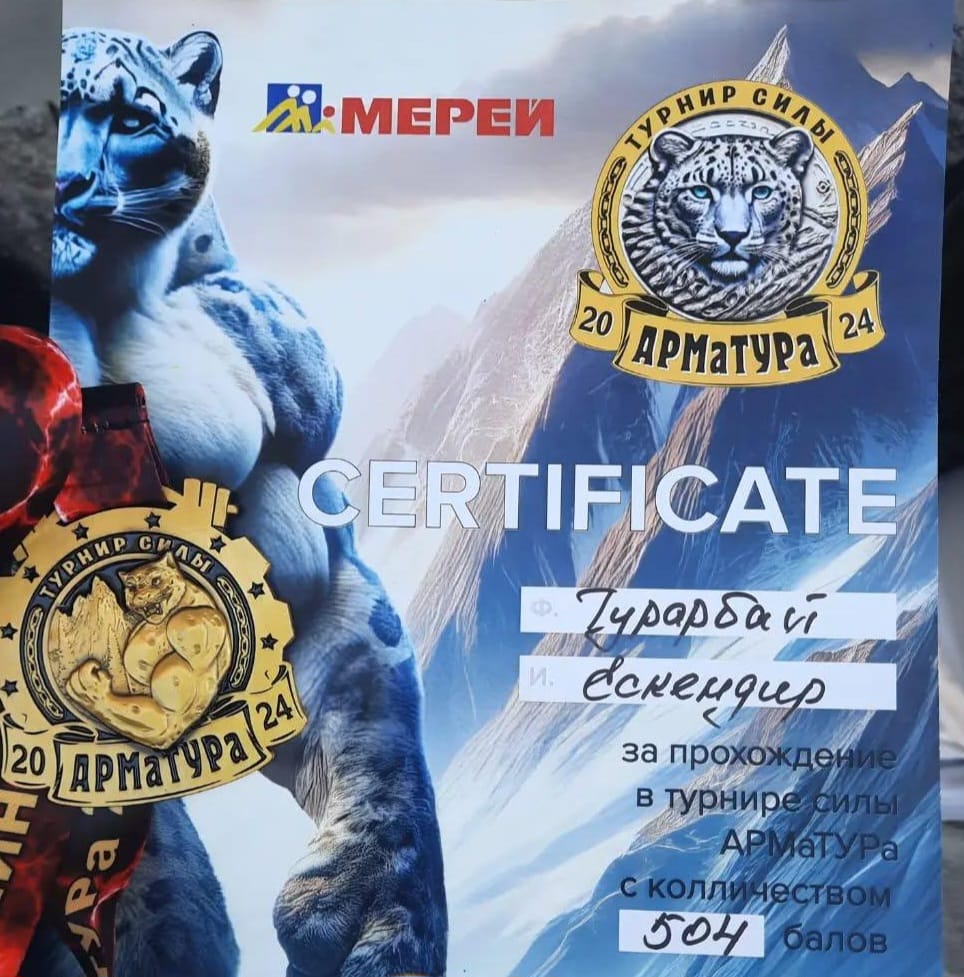 МЕРЕЙ
ТУРНИР СИЛЫ
20 24
АРМаТУРа
CERTIFICATE
Ф. Турарбай
И. Ескендир
за прохождение
в турнире силы
АРМаТУРа
с колличеством
504 балов
ТУРНИР СИЛЫ
20 24
АРМаТУРа